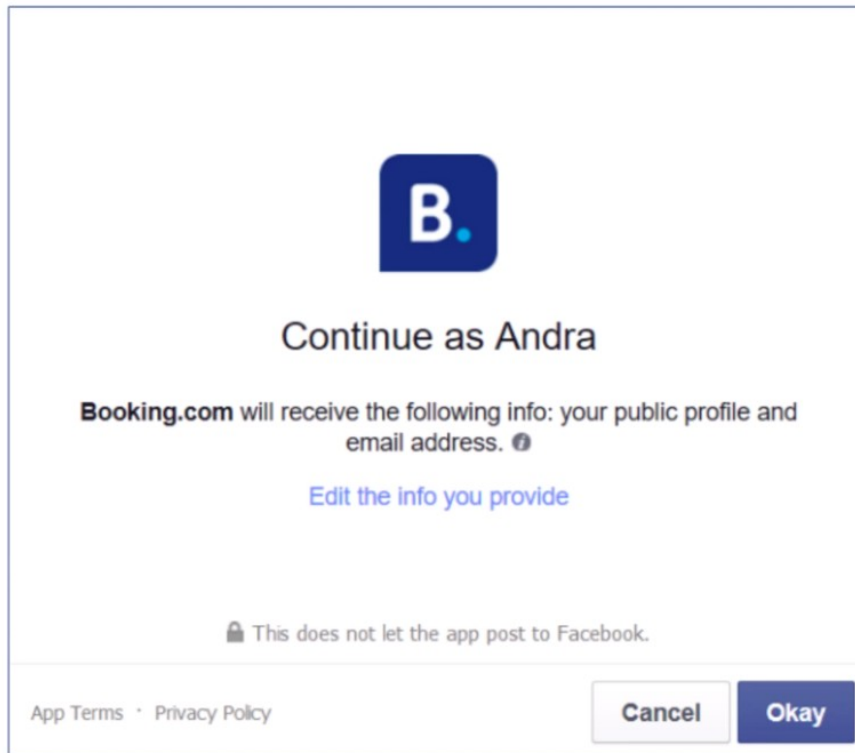 B.
Continue as Andra
Booking.com will receive the following info: your public profile and
email address.
Edit the info you provide
This does not let the app post to Facebook.
App Terms · Privacy Policy
Cancel
Okay